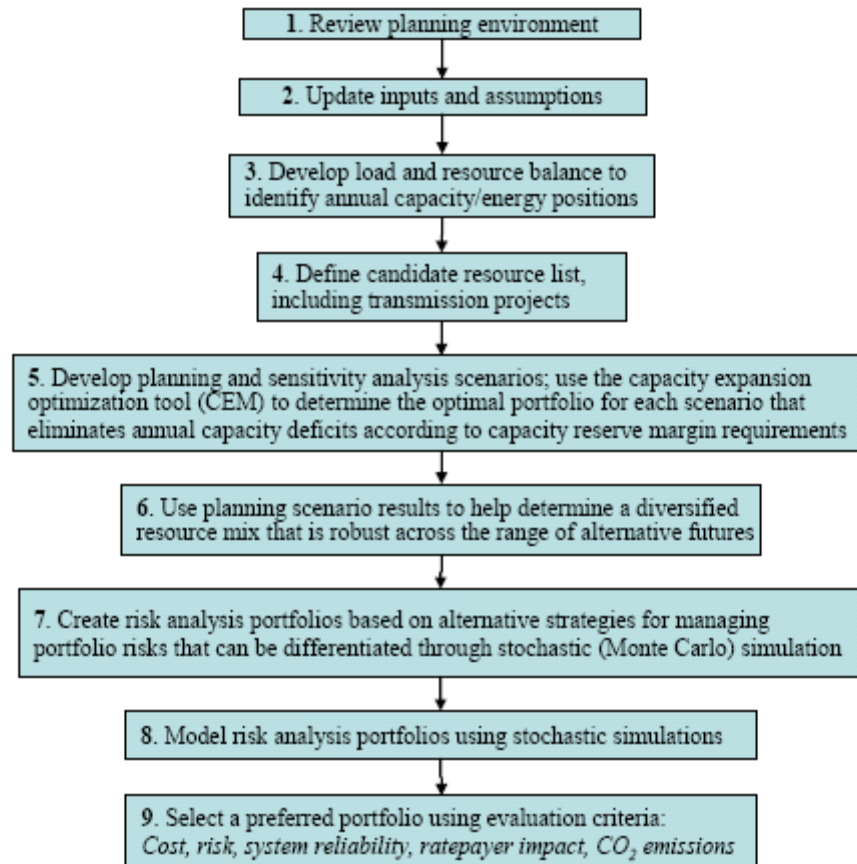 1. Review planning environment
2. Update inputs and assumptions
3. Develop load and resource balance to
identify annual capacity/energy positions
4. Define candidate resource list,
including transmission projects
5. Develop planning and sensitivity analysis scenarios; use the capacity expansion
optimization tool (CEM) to determine the optimal portfolio for each scenario that
eliminates annual capacity deficits according to capacity reserve margin requirements
6. Use planning scenario results to help determine a diversified
resource mix that is robust across the range of alternative futures
7. Create risk analysis portfolios based on alternative strategies for managing
portfolio risks that can be differentiated through stochastic (Monte Carlo) simulation
8. Model risk analysis portfolios using stochastic simulations
9. Select a preferred portfolio using evaluation criteria:
Cost, risk, system reliability, ratepayer impact, CO₂ emissions